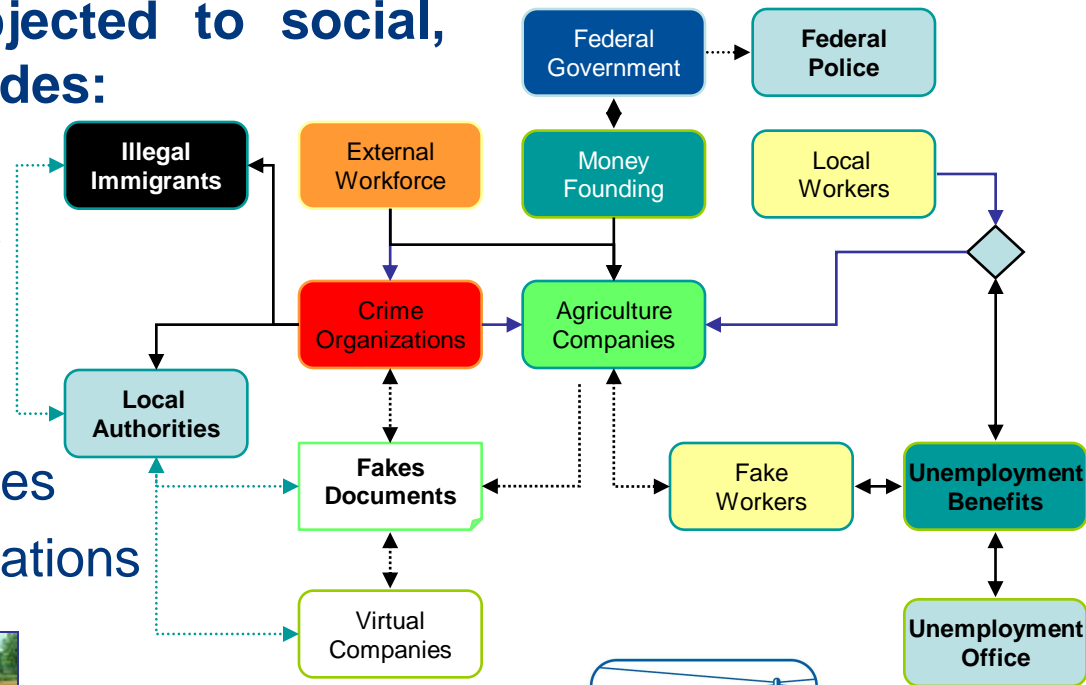 ojected to social,
des:
Federal
Government
Federal
Police
Illegal
Immigrants
External
Workforce
Money
Founding
Local
Workers
Crime
Organizations
Agriculture
Companies
Local
Authorities
es
ations
Fakes
Documents
Fake
Workers
Unemployment
Benefits
Virtual
Companies
Unemployment
Office